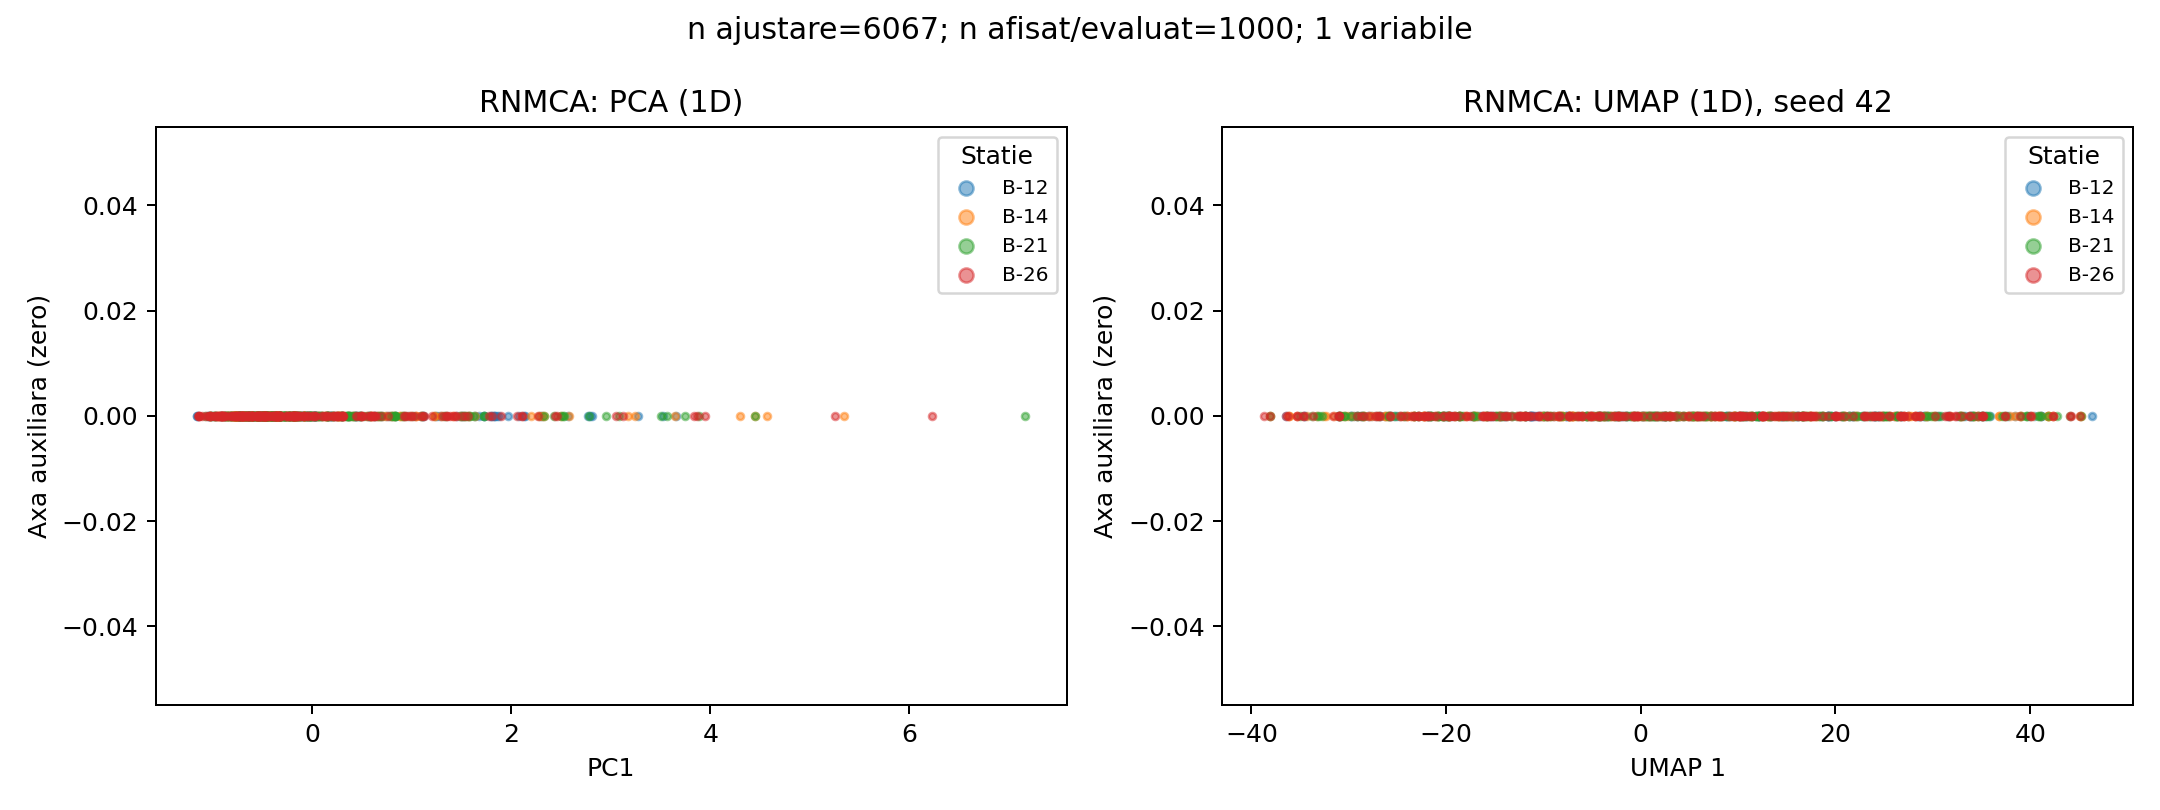 n ajustare=6067; n afisat/evaluat=1000; 1 variabile
RNMCA: PCA (1D)
Axa auxiliara (zero)
0.04
0.02
0.00
−0.02
−0.04
Statie
B-12
B-14
B-21
B-26
0 2 4 6
PC1
RNMCA: UMAP (1D), seed 42
Axa auxiliara (zero)
0.04
0.02
0.00
−0.02
−0.04
Statie
B-12
B-14
B-21
B-26
−40 −20 0 20 40
UMAP 1